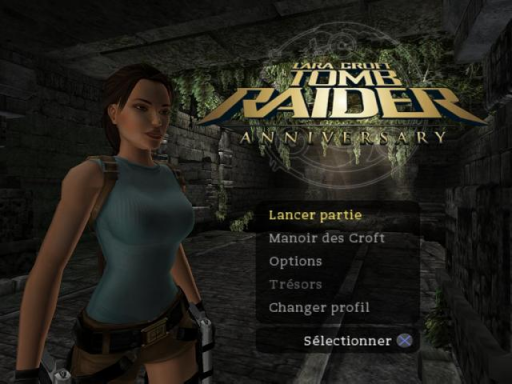 LARA CROFT
TOMB
RAIDER
ANNIVERSARY
Lancer partie
Manoir des Croft
Options
Trésors
Changer profil
Sélectionner